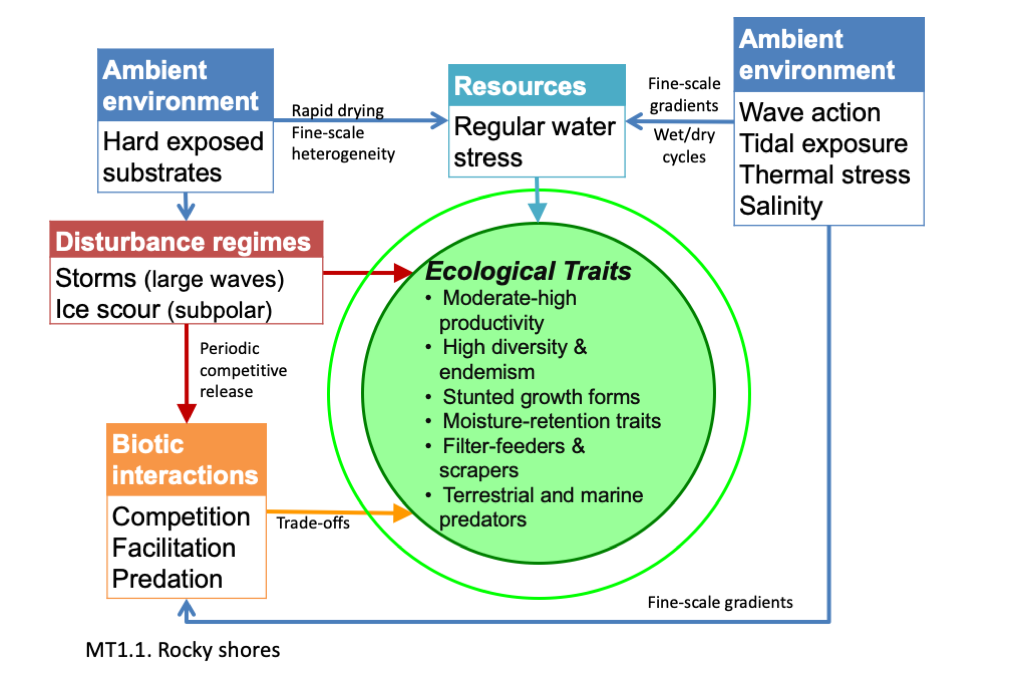 Ambient
environment
Hard exposed
substrates
Rapid drying
Fine-scale
heterogeneity
Resources
Regular water
stress
Fine-scale
gradients
Wet/dry
cycles
Ambient
environment
Wave action
Tidal exposure
Thermal stress
Salinity
Disturbance regimes
Storms (large waves)
Ice scour (subpolar)
Periodic
competitive
release
Ecological Traits
• Moderate-high
productivity
• High diversity &
endemism
• Stunted growth forms
• Moisture-retention traits
• Filter-feeders &
scrapers
• Terrestrial and marine
predators
Biotic
interactions
Competition
Facilitation
Predation
Trade-offs
Fine-scale gradients
MT1.1. Rocky shores